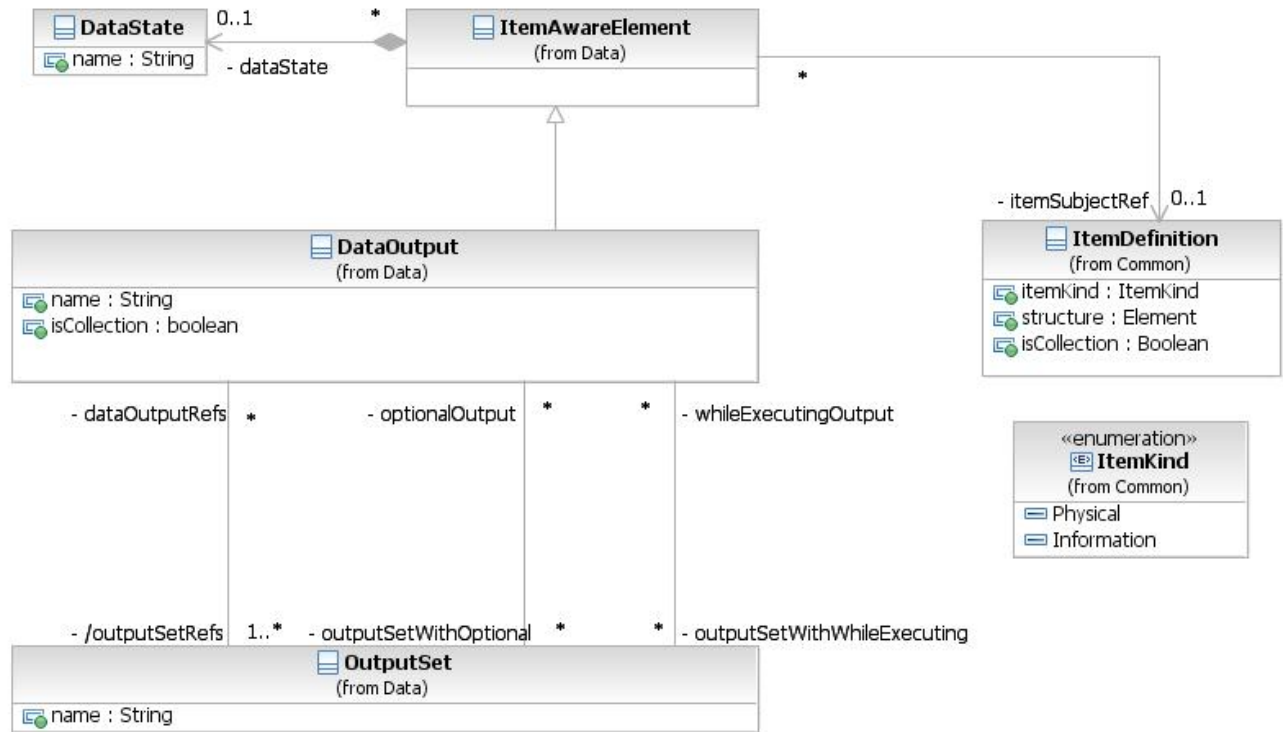 DataState
name : String
0..1
*
- dataState
ItemAwareElement
(from Data)
*
- itemSubjectRef
0..1
DataOutput
(from Data)
name : String
isCollection : boolean
ItemDefinition
(from Common)
itemKind : ItemKind
structure : Element
isCollection : Boolean
- dataOutputRefs
*
- optionalOutput
*
*
- whileExecutingOutput
«enumeration»
<E> ItemKind
(from Common)
Physical
Information
- /outputSetRefs
1..*
- outputSetWithOptional
*
*
- outputSetWithWhileExecuting
OutputSet
(from Data)
name : String